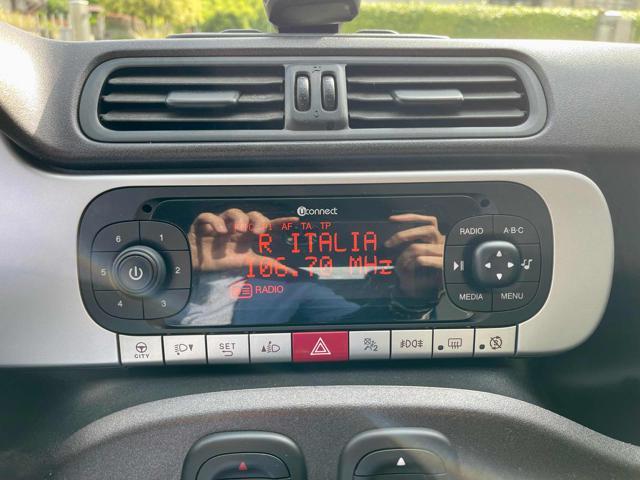 Uconnect
AF TA TP
R ITALIA
106.70 MHz
RADIO
6
1
5
2
4
3
RADIO
A·B·C
MEDIA
MENU
CITY
SET
2